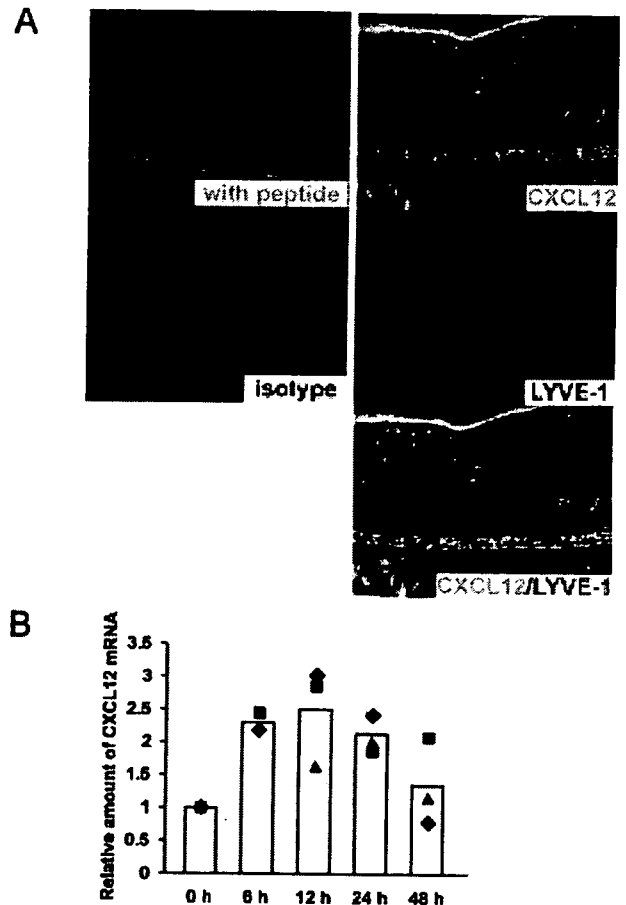 A
with peptide
CXCL12
isotype
LYVE-1
CXCL12/LYVE-1
B
Relative amount of CXCL12 mRNA
3.5
3
2.5
2
1.5
1
0.5
0
0 h 6 h 12 h 24 h 48 h